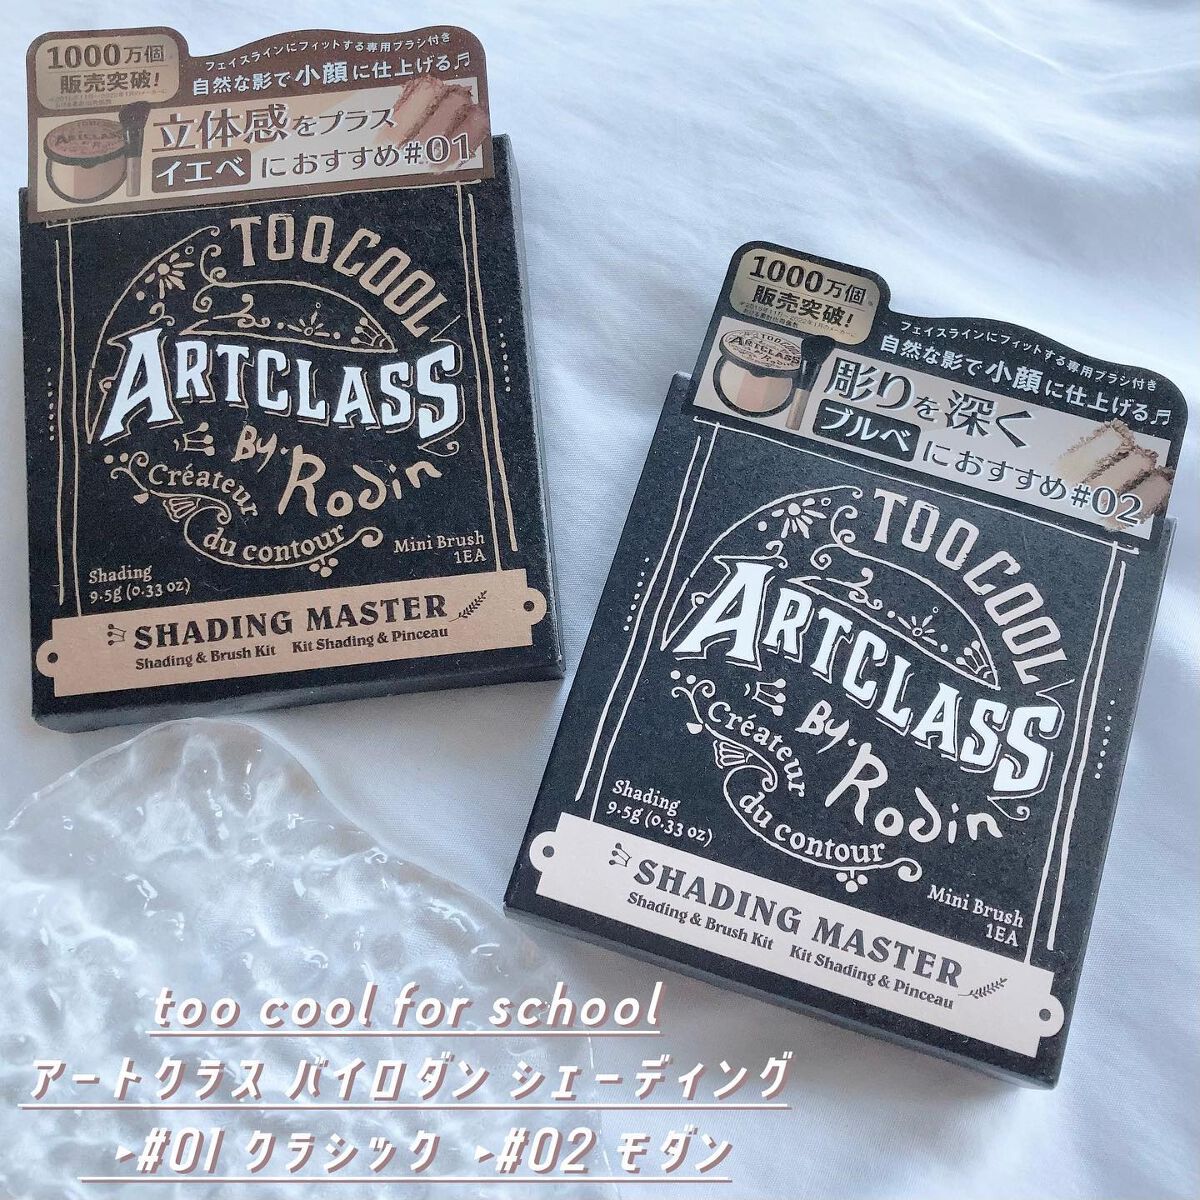 1000万個
販売突破!
フェイスラインにフィットする専用ブラシ付き
自然な影で小顔に仕上げる♬
立体感をプラス
イエベにおすすめ#01
TOO COOL
ARTCLASS
By. Rodin
Créateur
du contour
Shading
9.5g (0.33 oz)
Mini Brush
1EA
SHADING MASTER
Shading & Brush Kit Kit Shading & Pinceau
1000万個
販売突破!
フェイスラインにフィットする専用ブラシ付き
自然な影で小顔に仕上げる♬
TOO
ARTCLASS
彫りを深く
ブルベにおすすめ#02
TOO COOL
ARTCLASS
By. Rodin
Créateur
du contour
Shading
9.5g (0.33 oz)
Mini Brush
1EA
SHADING MASTER
Shading & Brush Kit Kit Shading & Pinceau
too cool for school
アートクラス バイロダン シェーディング
▸#01 クラシック ▸#02 モダン